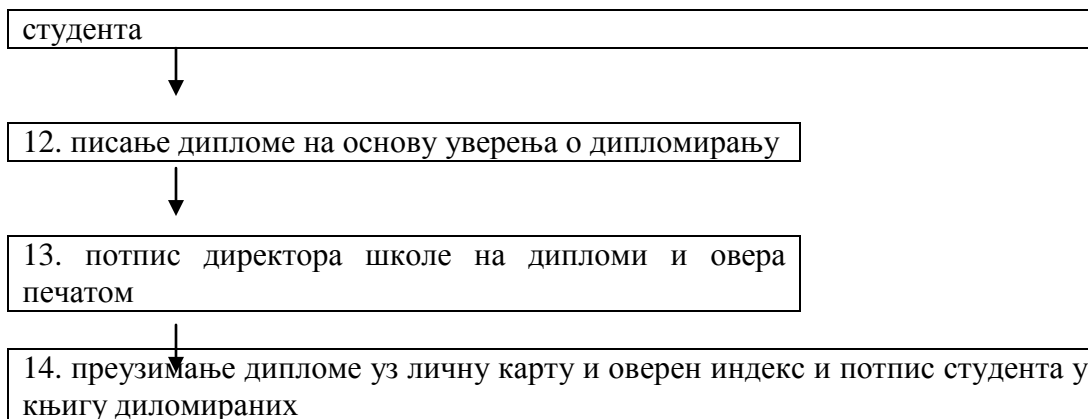 студента
12. писање дипломе на основу уверења о дипломирању
13. потпис директора школе на дипломи и овера
печатом
14. преузимање дипломе уз личну карту и оверен индекс и потпис студента у
књигу диломираних